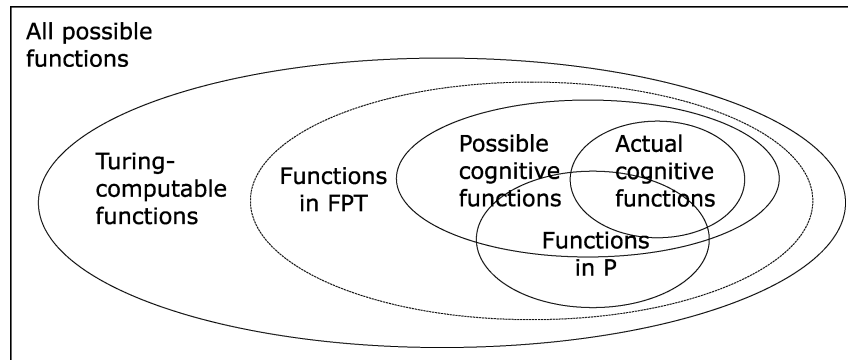 All possible
functions
Turing-
computable
functions
Functions
in FPT
Possible
cognitive
functions
Actual
cognitive
functions
Functions
in P